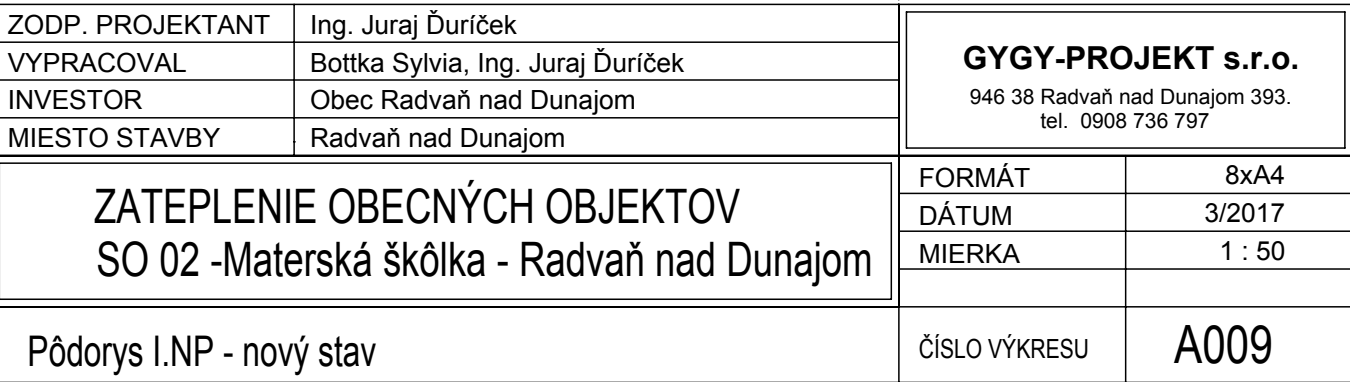 ZODP. PROJEKTANT Ing. Juraj Ďuríček
VYPRACOVAL Bottka Sylvia, Ing. Juraj Ďuríček
INVESTOR Obec Radvaň nad Dunajom
MIESTO STAVBY Radvaň nad Dunajom
GYGY-PROJEKT s.r.o.
946 38 Radvaň nad Dunajom 393.
tel. 0908 736 797
ZATEPLENIE OBECNÝCH OBJEKTOV
SO 02 -Materská škôlka - Radvaň nad Dunajom
FORMÁT 8xA4
DÁTUM 3/2017
MIERKA 1 : 50
Pôdorys I.NP - nový stav
ČÍSLO VÝKRESU A009